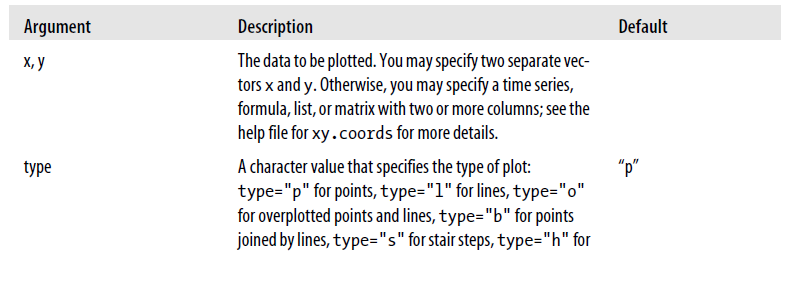 Argument Description Default
x, y The data to be plotted. You may specify two separate vec-
tors x and y. Otherwise, you may specify a time series,
formula, list, or matrix with two or more columns; see the
help file for xy.coords for more details.
type A character value that specifies the type of plot: “p”
type="p" for points, type="l" for lines, type="o"
for overplotted points and lines, type="b" for points
joined by lines, type="s" for stair steps, type="h" for